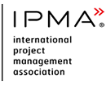 IPMA®
international
project
management
association